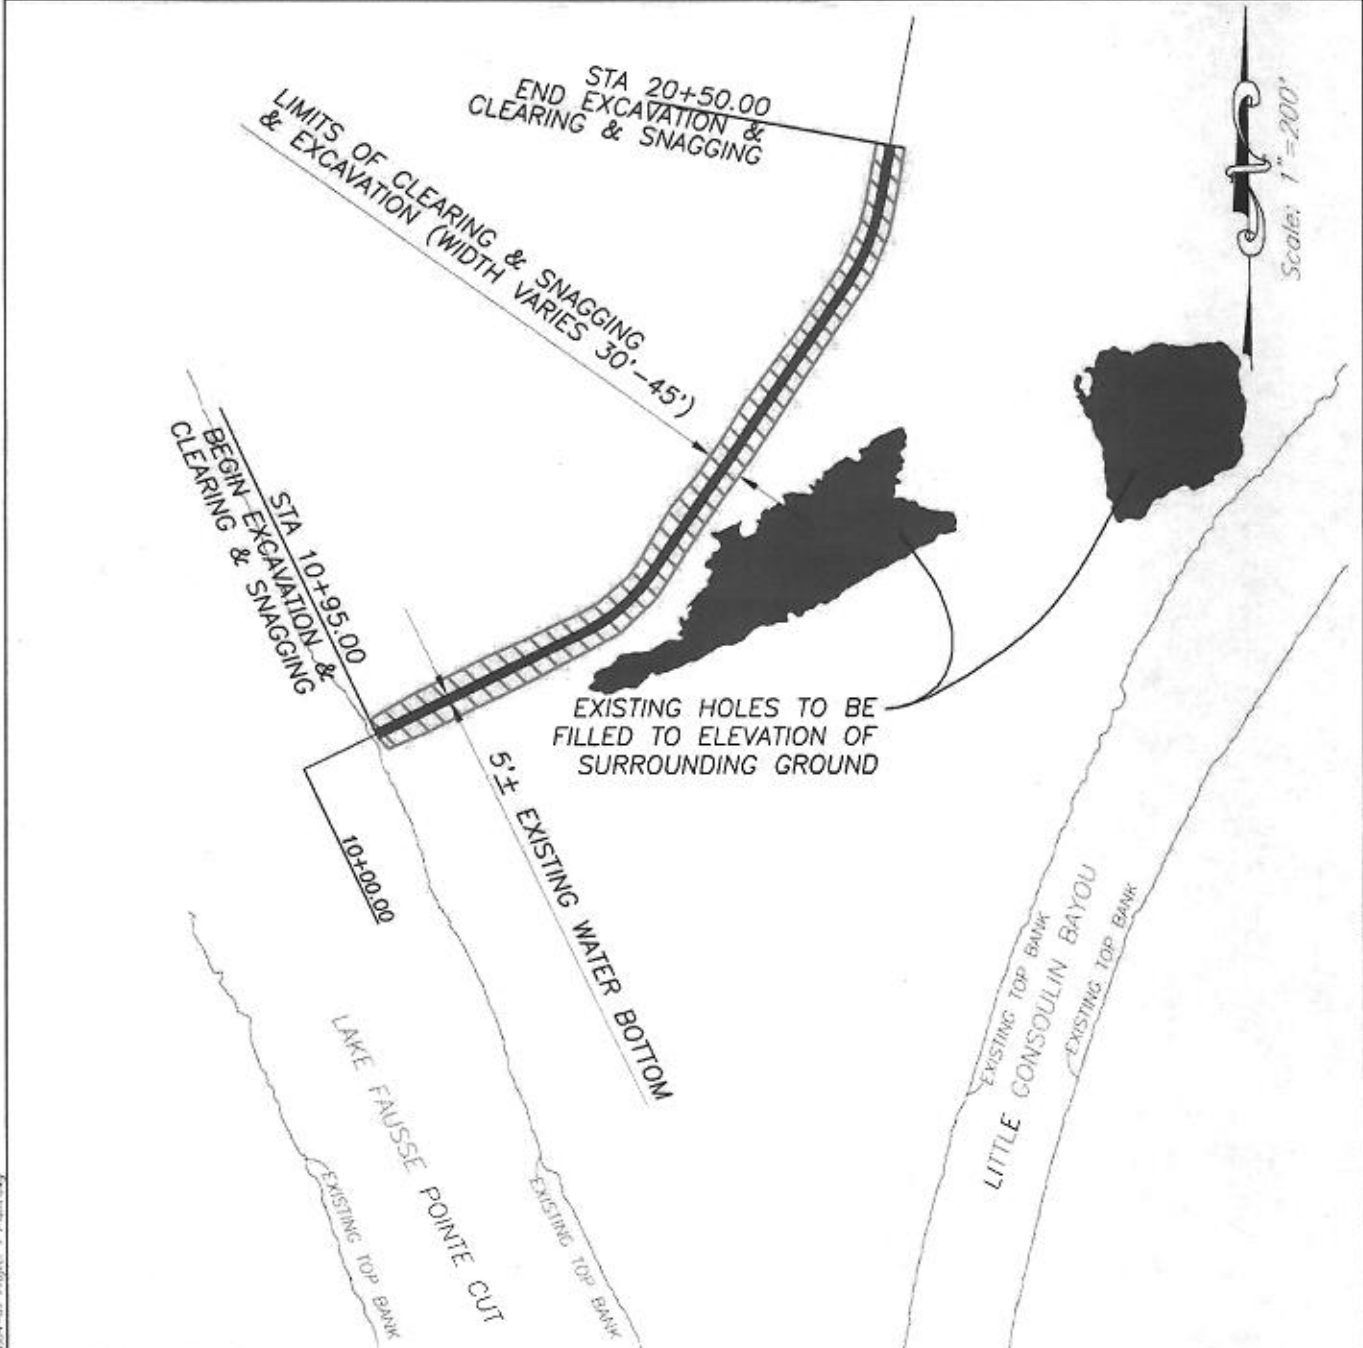 STA 20+50.00
END EXCAVATION &
CLEARING & SNAGGING
LIMITS OF CLEARING & SNAGGING
& EXCAVATION (WIDTH VARIES 30'-45')
Scale: 1"=200'
STA 10+95.00
BEGIN EXCAVATION &
CLEARING & SNAGGING
EXISTING HOLES TO BE
FILLED TO ELEVATION OF
SURROUNDING GROUND
5'± EXISTING WATER BOTTOM
10+00.00
EXISTING TOP BANK
LITTLE GONSOULIN BAYOU
EXISTING TOP BANK
LAKE FAUSSE POINTE CUT
EXISTING TOP BANK
EXISTING TOP BANK